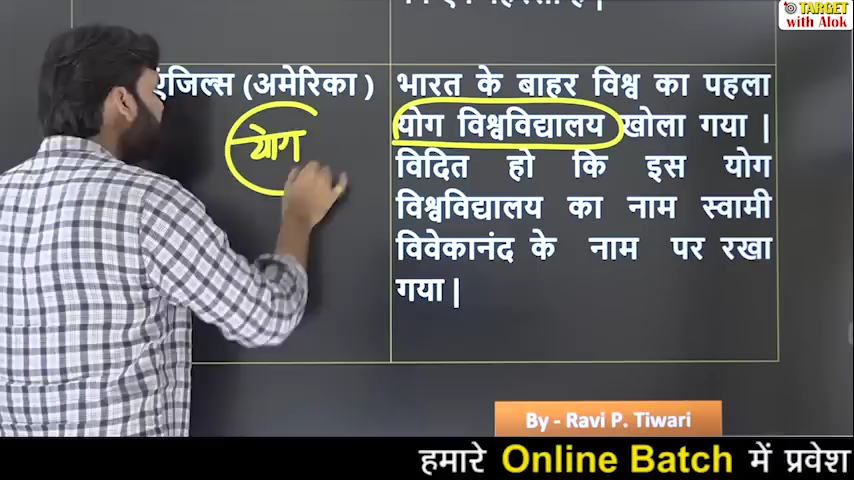 TARGET
with Alok
एंजिल्स (अमेरिका)
योग
भारत के बाहर विश्व का पहला
योग विश्वविद्यालय खोला गया |
विदित हो कि इस योग
विश्वविद्यालय का नाम स्वामी
विवेकानंद के नाम पर रखा
गया |
By - Ravi P. Tiwari
हमारे Online Batch में प्रवेश